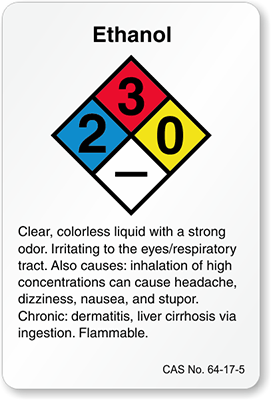 Ethanol
3
2 0
–
Clear, colorless liquid with a strong
odor. Irritating to the eyes/respiratory
tract. Also causes: inhalation of high
concentrations can cause headache,
dizziness, nausea, and stupor.
Chronic: dermatitis, liver cirrhosis via
ingestion. Flammable.
CAS No. 64-17-5